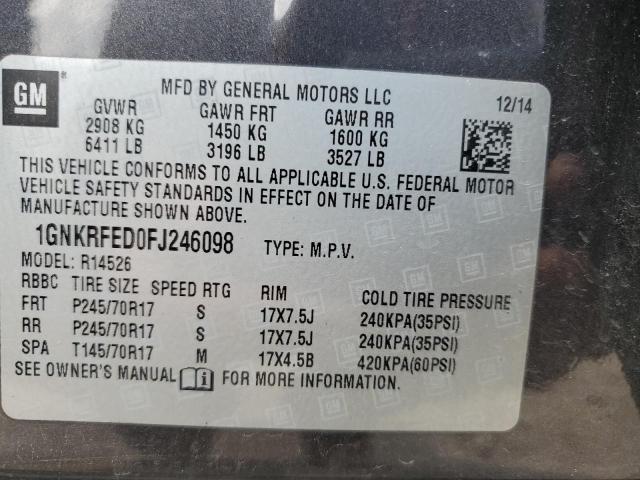 GM
MFD BY GENERAL MOTORS LLC 12/14
GVWR GAWR FRT GAWR RR
2908 KG 1450 KG 1600 KG
6411 LB 3196 LB 3527 LB
THIS VEHICLE CONFORMS TO ALL APPLICABLE U.S. FEDERAL MOTOR
VEHICLE SAFETY STANDARDS IN EFFECT ON THE DATE OF
MANUFACTURE SHOWN ABOVE.
1GNKRFED0FJ246098 TYPE: M.P.V.
MODEL: R14526
RBBC TIRE SIZE SPEED RTG RIM COLD TIRE PRESSURE
FRT P245/70R17 S 17X7.5J 240KPA(35PSI)
RR P245/70R17 S 17X7.5J 240KPA(35PSI)
SPA T145/70R17 M 17X4.5B 420KPA(60PSI)
SEE OWNER'S MANUAL i FOR MORE INFORMATION.